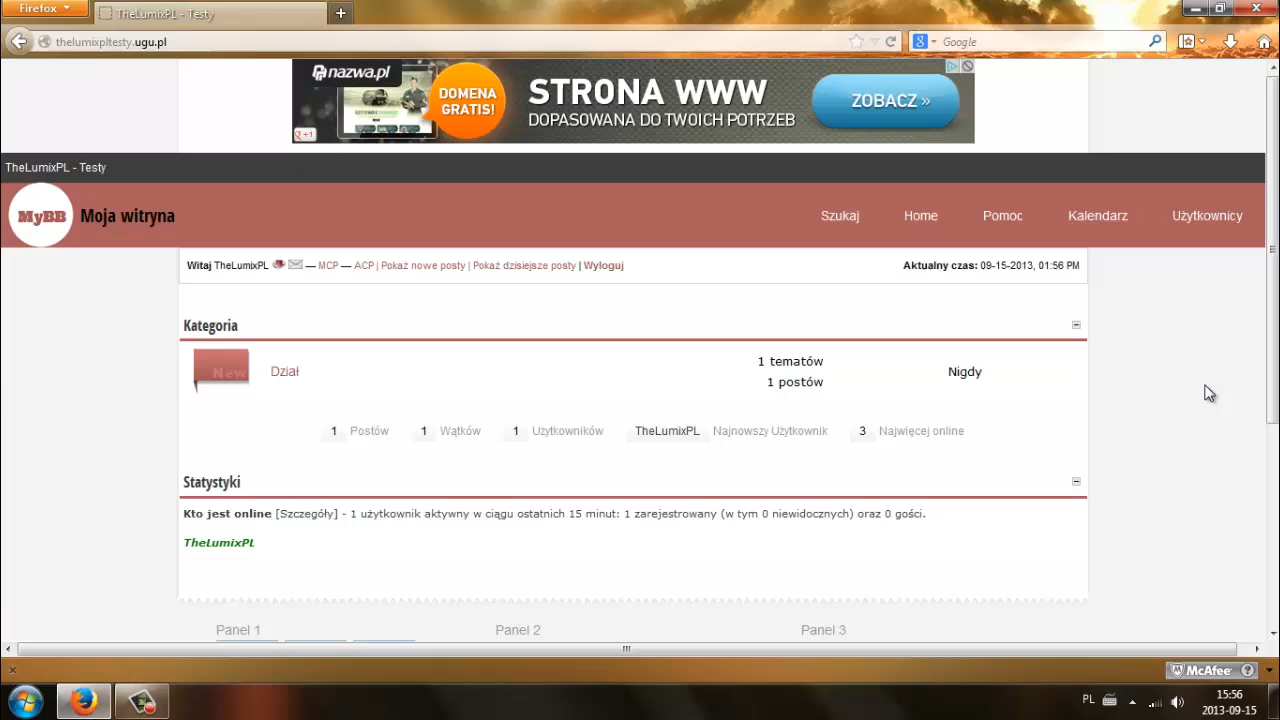 Firefox
TheLumixPL - Testy
thelumixpltesty.ugu.pl
Google
nazwa.pl
DOMENA GRATIS!
STRONA WWW
DOPASOWANA DO TWOICH POTRZEB
ZOBACZ »
g +1
TheLumixPL - Testy
MyBB Moja witryna
Szukaj Home Pomoc Kalendarz Użytkownicy
Witaj TheLumixPL — MCP — ACP | Pokaż nowe posty | Pokaż dzisiejsze posty | Wyloguj
Aktualny czas: 09-15-2013, 01:56 PM
Kategoria
New Dział
1 tematów
1 postów
Nigdy
1 Postów 1 Wątków 1 Użytkowników TheLumixPL Najnowszy Użytkownik 3 Najwięcej online
Statystyki
Kto jest online [Szczegóły] - 1 użytkownik aktywny w ciągu ostatnich 15 minut: 1 zarejestrowany (w tym 0 niewidocznych) oraz 0 gości.
TheLumixPL
Panel 1 Panel 2 Panel 3
McAfee
PL
15:56
2013-09-15